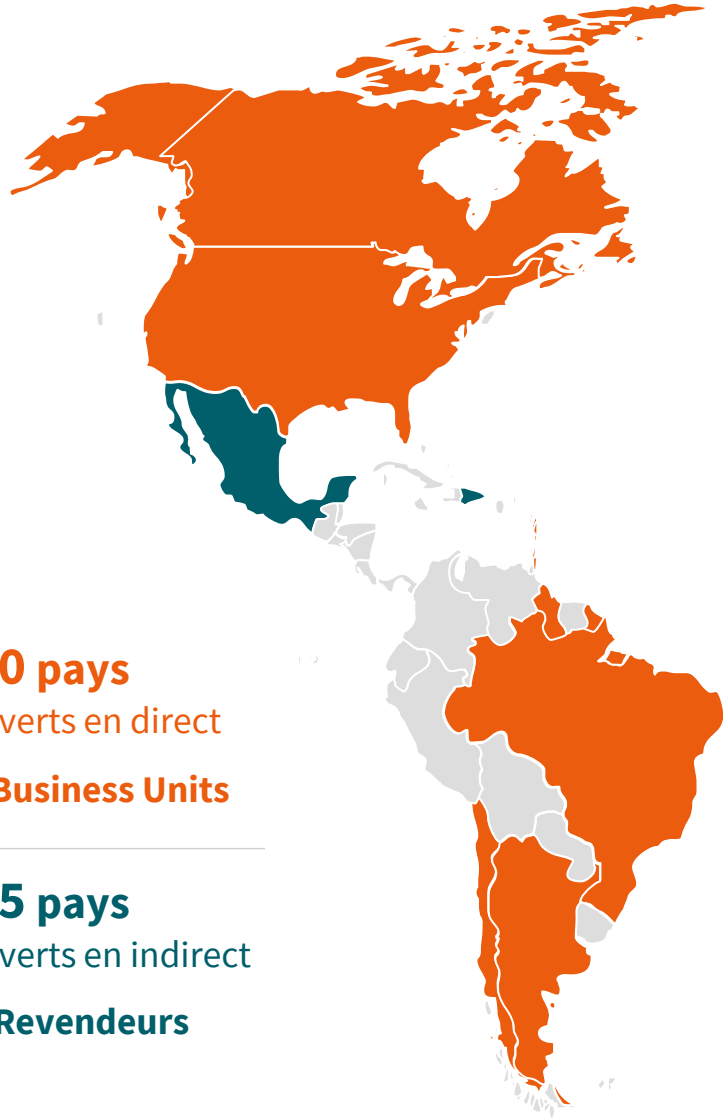 0 pays
verts en direct
Business Units
5 pays
verts en indirect
Revendeurs